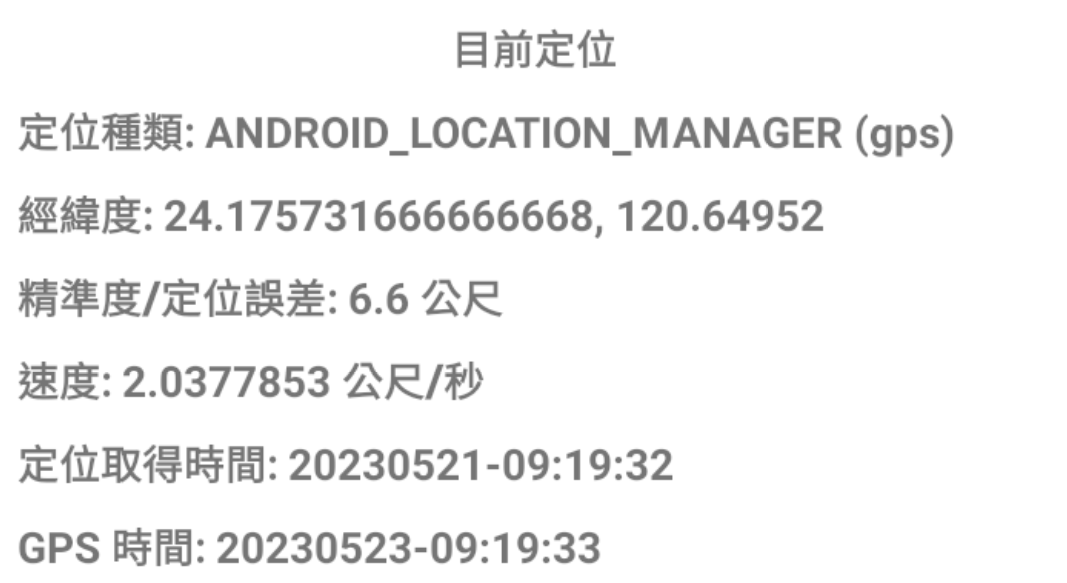 目前定位
定位種類: ANDROID_LOCATION_MANAGER (gps)
經緯度: 24.175731666666668, 120.64952
精準度/定位誤差: 6.6 公尺
速度: 2.0377853 公尺/秒
定位取得時間: 20230521-09:19:32
GPS 時間: 20230523-09:19:33